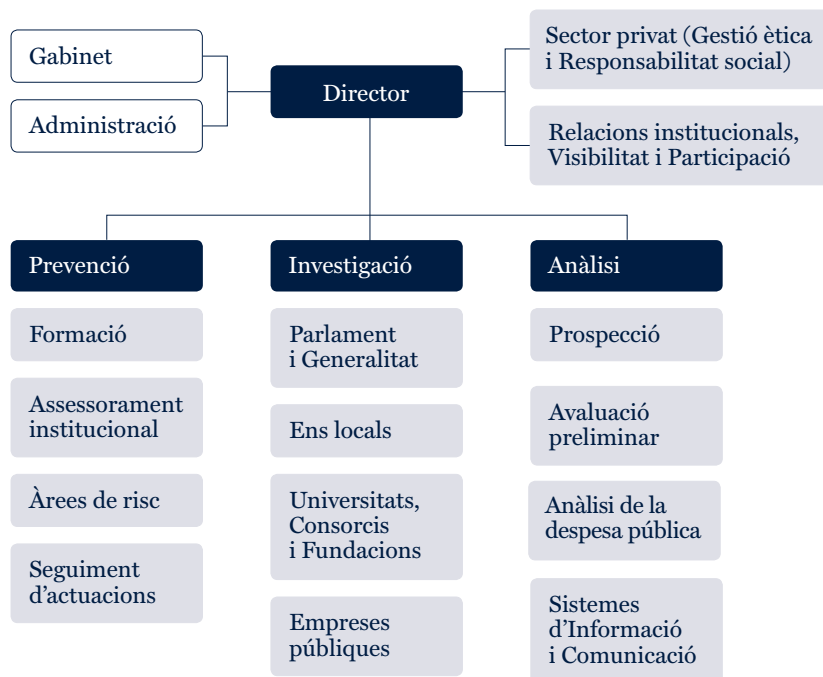 Gabinet
Administració
Director
Sector privat (Gestió ètica
i Responsabilitat social)
Relacions institucionals,
Visibilitat i Participació
Prevenció
Formació
Assessorament
institucional
Àrees de risc
Seguiment
d’actuacions
Investigació
Parlament
i Generalitat
Ens locals
Universitats,
Consorcis
i Fundacions
Empreses
públiques
Anàlisi
Prospecció
Avaluació
preliminar
Anàlisi de la
despesa pública
Sistemes
d’Informació
i Comunicació